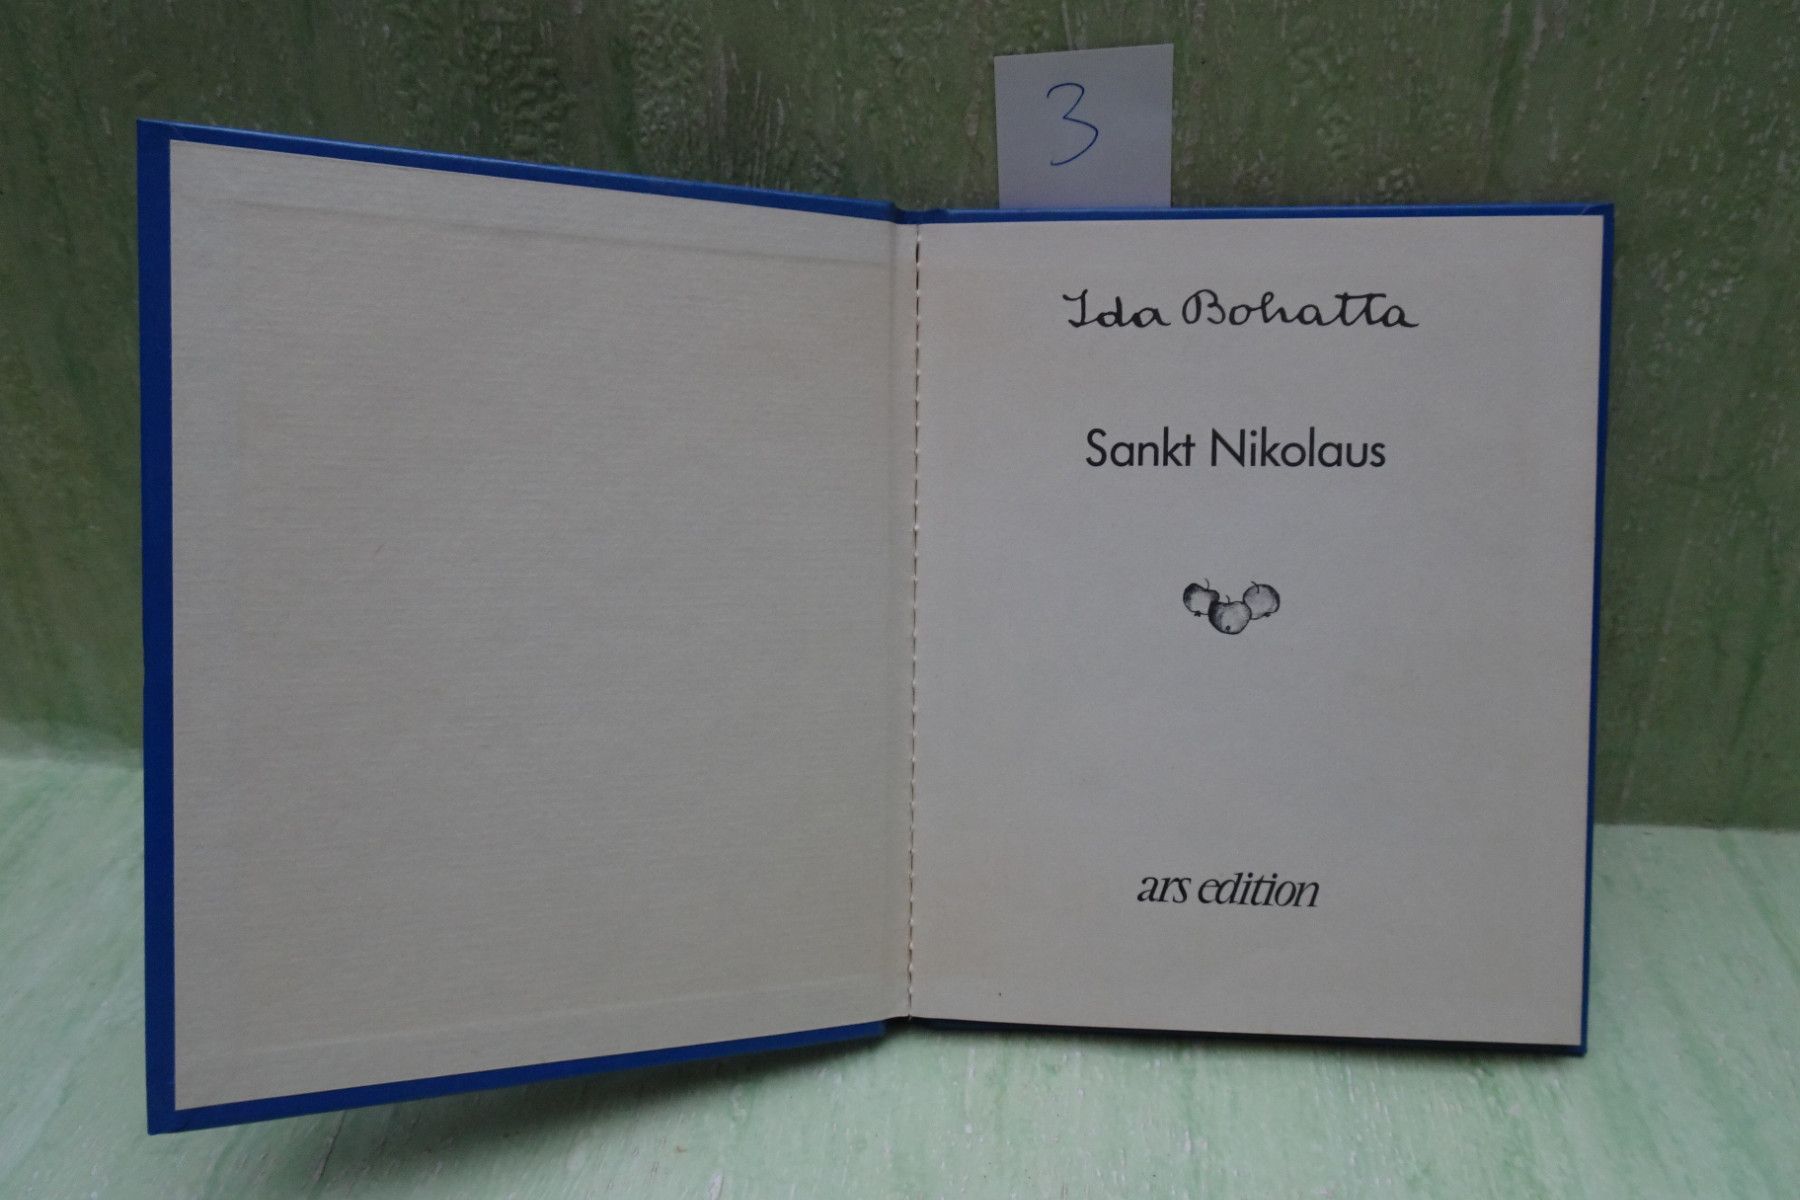 3
Ida Bohatta
Sankt Nikolaus
ars edition